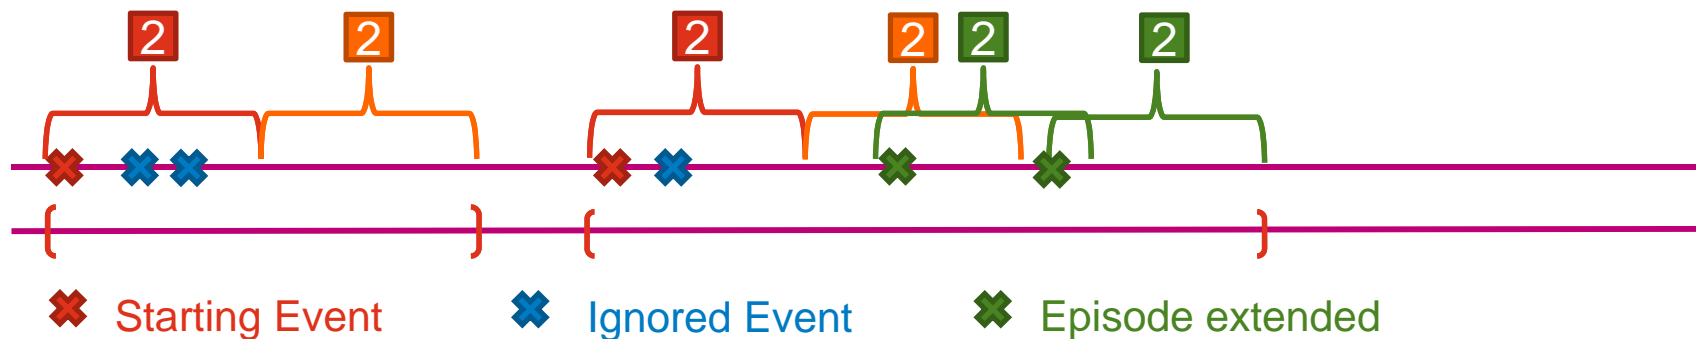 2 2 2 2 2 2
Starting Event Ignored Event Episode extended